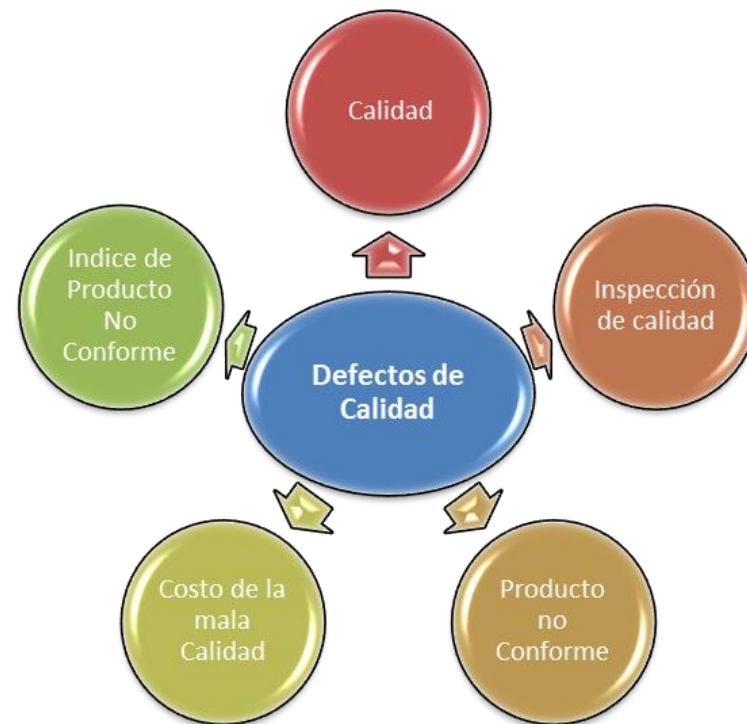 Calidad
Indice de
Producto
No
Conforme
Inspección
de calidad
Defectos de
Calidad
Costo de la
mala
Calidad
Producto
no
Conforme